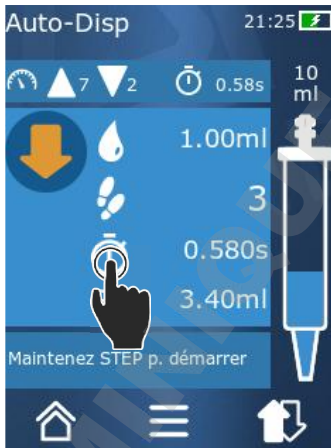 Auto-Disp 21:25
7 2 0.58s 10 ml
1.00ml
3
0.580s
3.40ml
Maintenez STEP p. démarrer